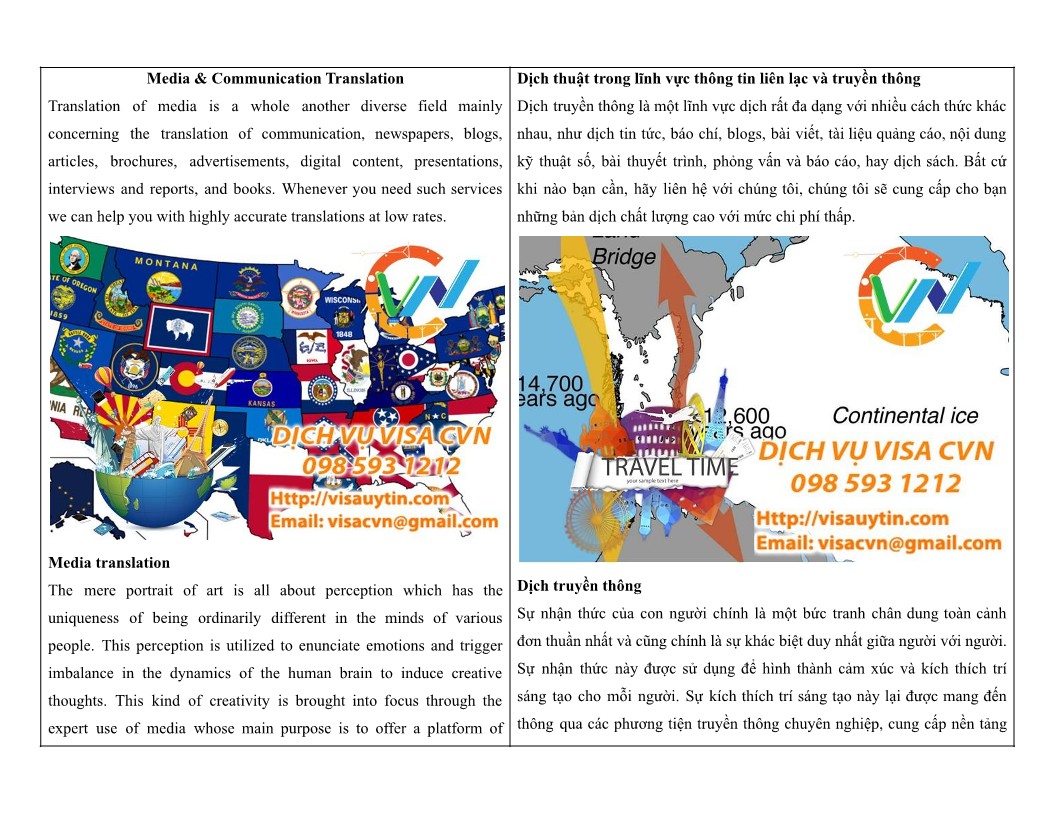 Media & Communication Translation
Translation of media is a whole another diverse field mainly
concerning the translation of communication, newspapers, blogs,
articles, brochures, advertisements, digital content, presentations,
interviews and reports, and books. Whenever you need such services
we can help you with highly accurate translations at low rates.
MONTANA
TE OF OREGON
1859
WISCONSIN
1848
IOWA
ILLINOIS
KANSAS
NIA REP
N C
DỊCH VỤ VISA CVN
098 593 1212
Http://visauytin.com
Email: visacvn@gmail.com
Media translation
The mere portrait of art is all about perception which has the
uniqueness of being ordinarily different in the minds of various
people. This perception is utilized to enunciate emotions and trigger
imbalance in the dynamics of the human brain to induce creative
thoughts. This kind of creativity is brought into focus through the
expert use of media whose main purpose is to offer a platform of
Dịch thuật trong lĩnh vực thông tin liên lạc và truyền thông
Dịch truyền thông là một lĩnh vực dịch rất đa dạng với nhiều cách thức khác
nhau, như dịch tin tức, báo chí, blogs, bài viết, tài liệu quảng cáo, nội dung
kỹ thuật số, bài thuyết trình, phỏng vấn và báo cáo, hay dịch sách. Bất cứ
khi nào bạn cần, hãy liên hệ với chúng tôi, chúng tôi sẽ cung cấp cho bạn
những bản dịch chất lượng cao với mức chi phí thấp.
Land
Bridge
14,700
ears ago
12,600
years ago
Continental ice
TRAVEL TIME
your sample text here
DỊCH VỤ VISA CVN
098 593 1212
Http://visauytin.com
Email: visacvn@gmail.com
Dịch truyền thông
Sự nhận thức của con người chính là một bức tranh chân dung toàn cảnh
đơn thuần nhất và cũng chính là sự khác biệt duy nhất giữa người với người.
Sự nhận thức này được sử dụng để hình thành cảm xúc và kích thích trí
sáng tạo cho mỗi người. Sự kích thích trí sáng tạo này lại được mang đến
thông qua các phương tiện truyền thông chuyên nghiệp, cung cấp nền tảng